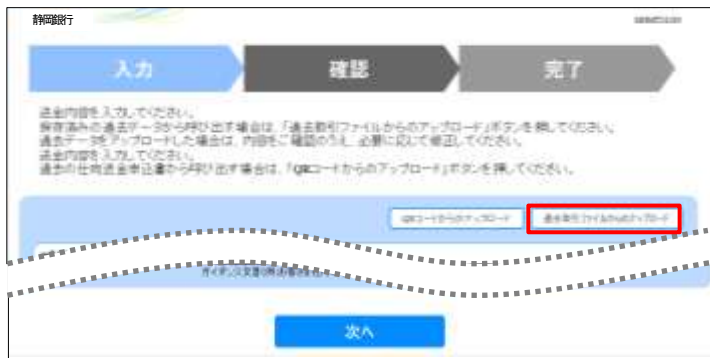 静岡銀行
入力
確認
完了
送金内容を入力してください。
保存済みの過去データから呼び出す場合は、「過去取引ファイルからのアップロード」ボタンを押してください。
過去データをアップロードした場合は、内容をご確認のうえ、必要に応じて修正してください。
送金内容を入力してください。
過去の仕向送金申込書から呼び出す場合は、「QRコードからのアップロード」ボタンを押してください。
QRコードからのアップロード
過去取引ファイルからのアップロード
次へ